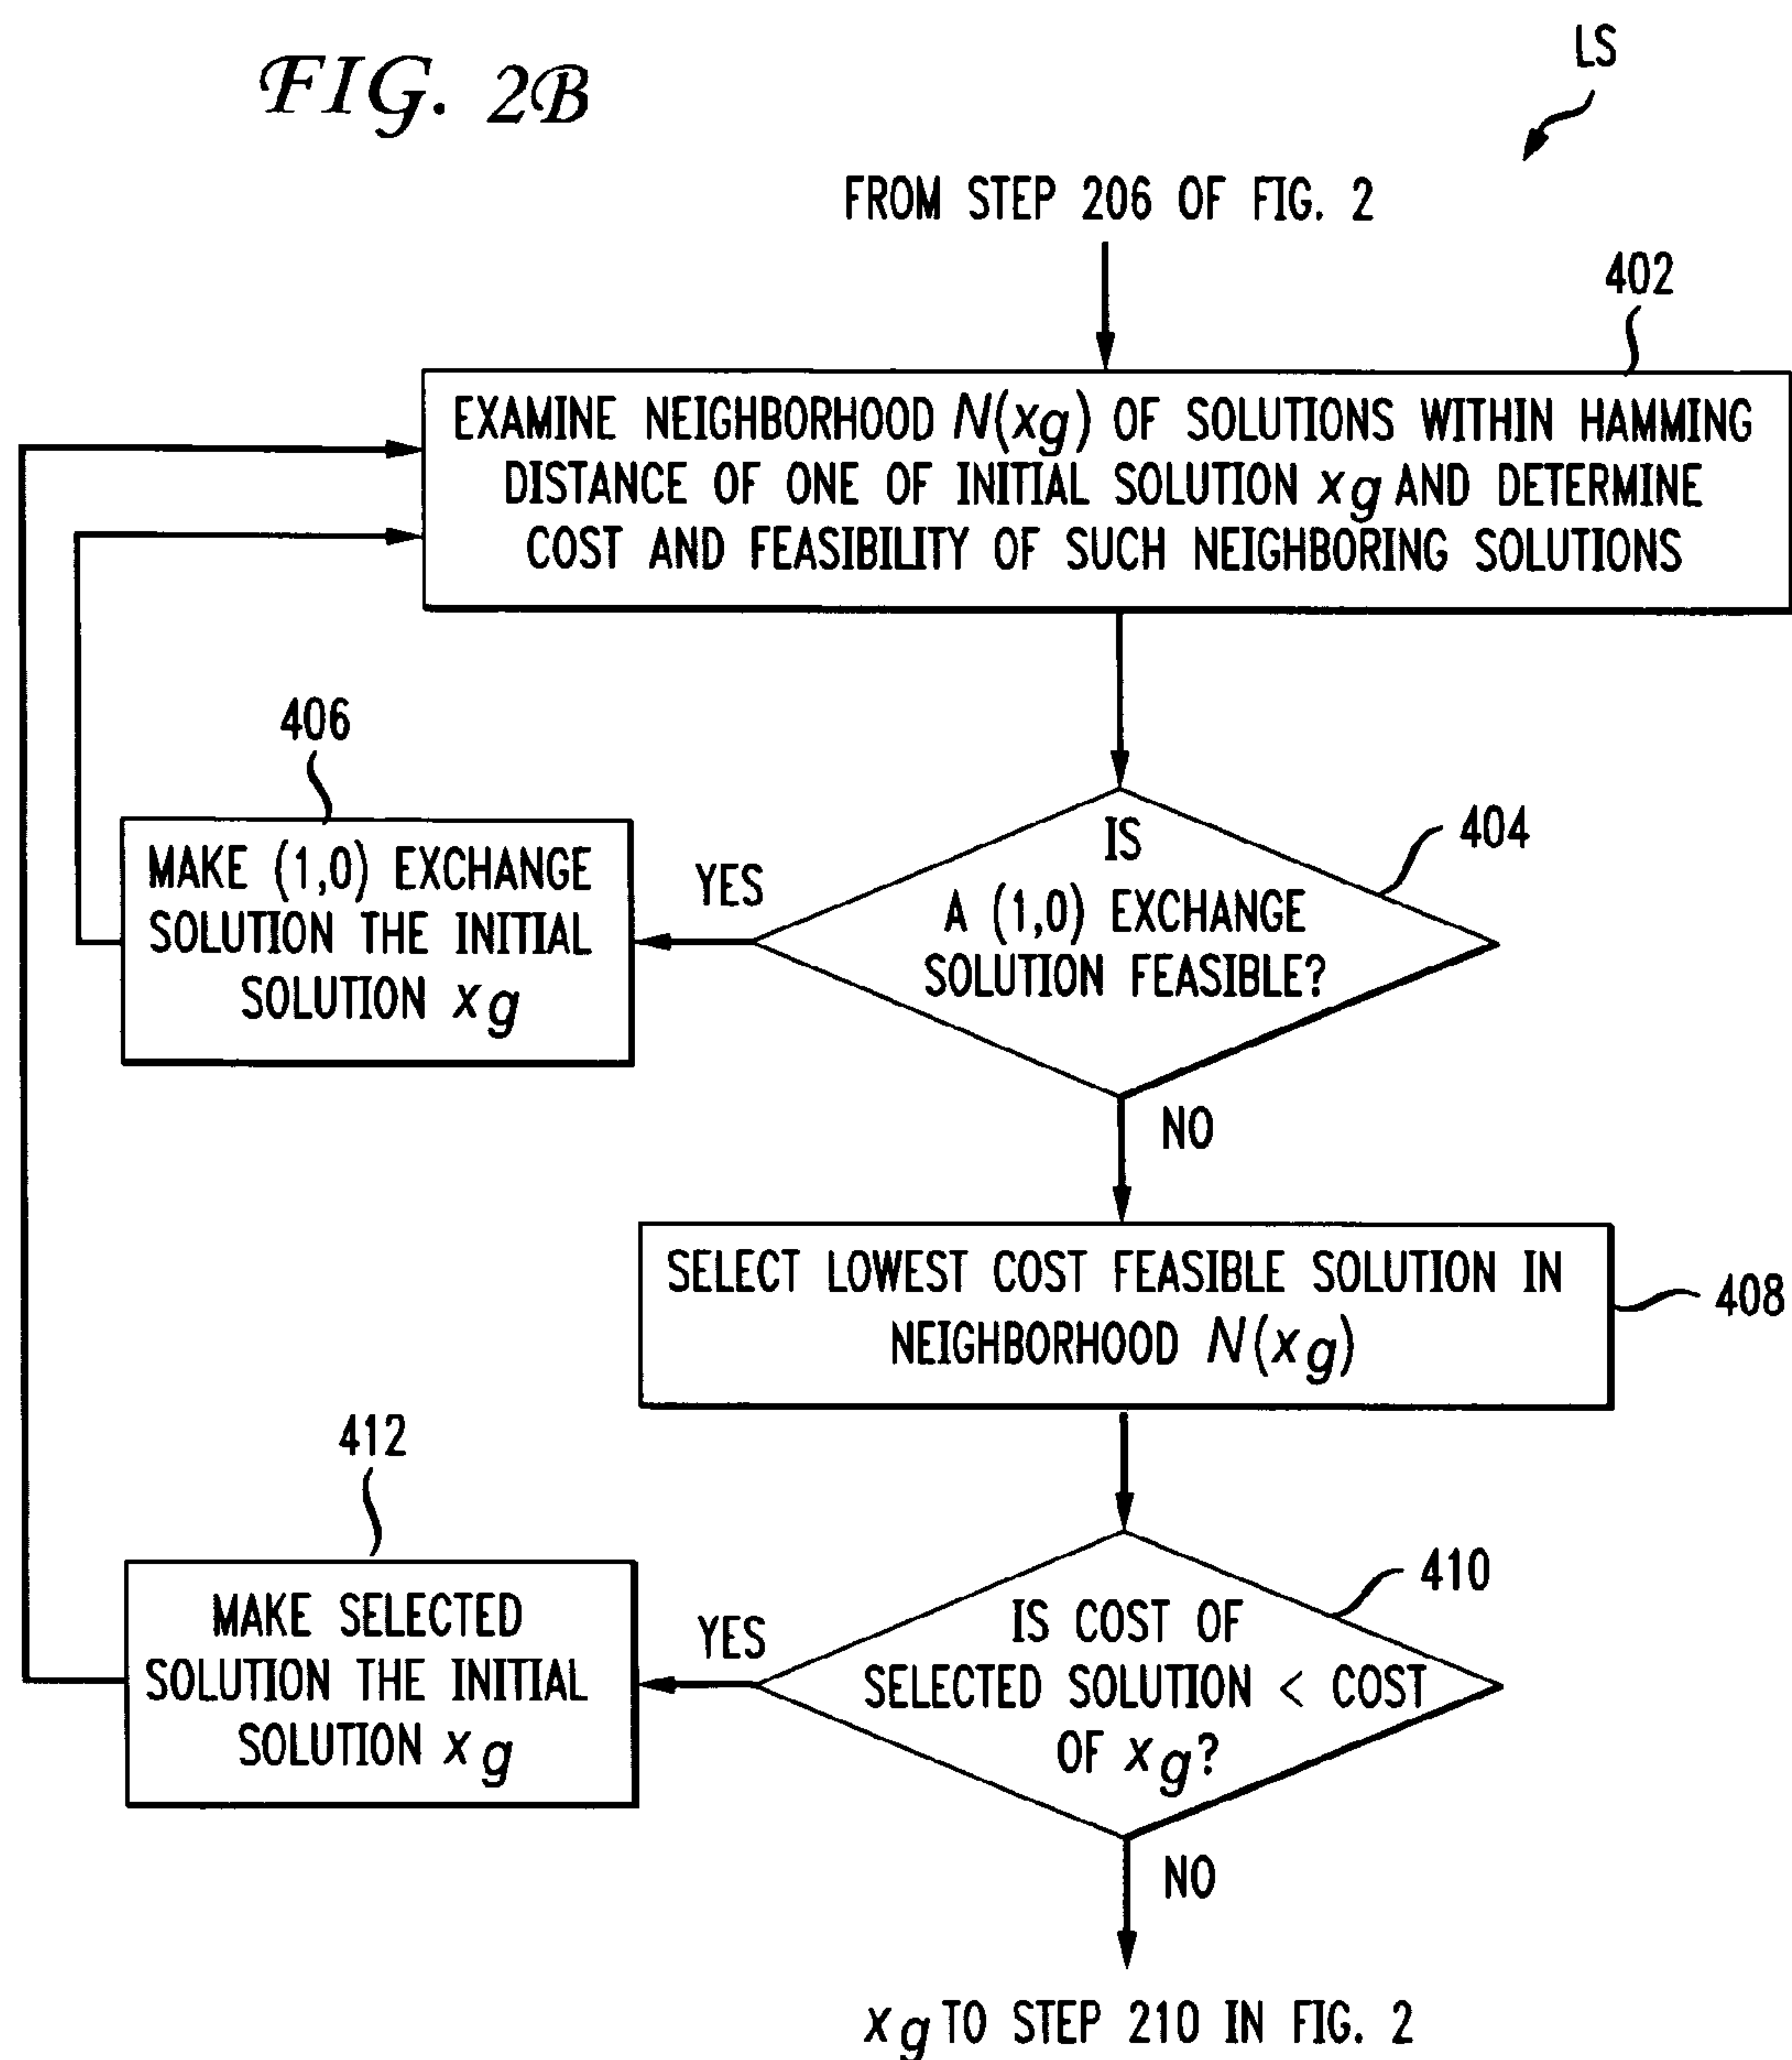 FIG. 2B
LS
FROM STEP 206 OF FIG. 2
402
EXAMINE NEIGHBORHOOD N(xg) OF SOLUTIONS WITHIN HAMMING
DISTANCE OF ONE OF INITIAL SOLUTION xg AND DETERMINE
COST AND FEASIBILITY OF SUCH NEIGHBORING SOLUTIONS
406
MAKE (1,0) EXCHANGE
SOLUTION THE INITIAL
SOLUTION xg
YES
404
IS
A (1,0) EXCHANGE
SOLUTION FEASIBLE?
NO
SELECT LOWEST COST FEASIBLE SOLUTION IN
NEIGHBORHOOD N(xg)
408
412
MAKE SELECTED
SOLUTION THE INITIAL
SOLUTION xg
YES
410
IS COST OF
SELECTED SOLUTION < COST
OF xg?
NO
xg TO STEP 210 IN FIG. 2